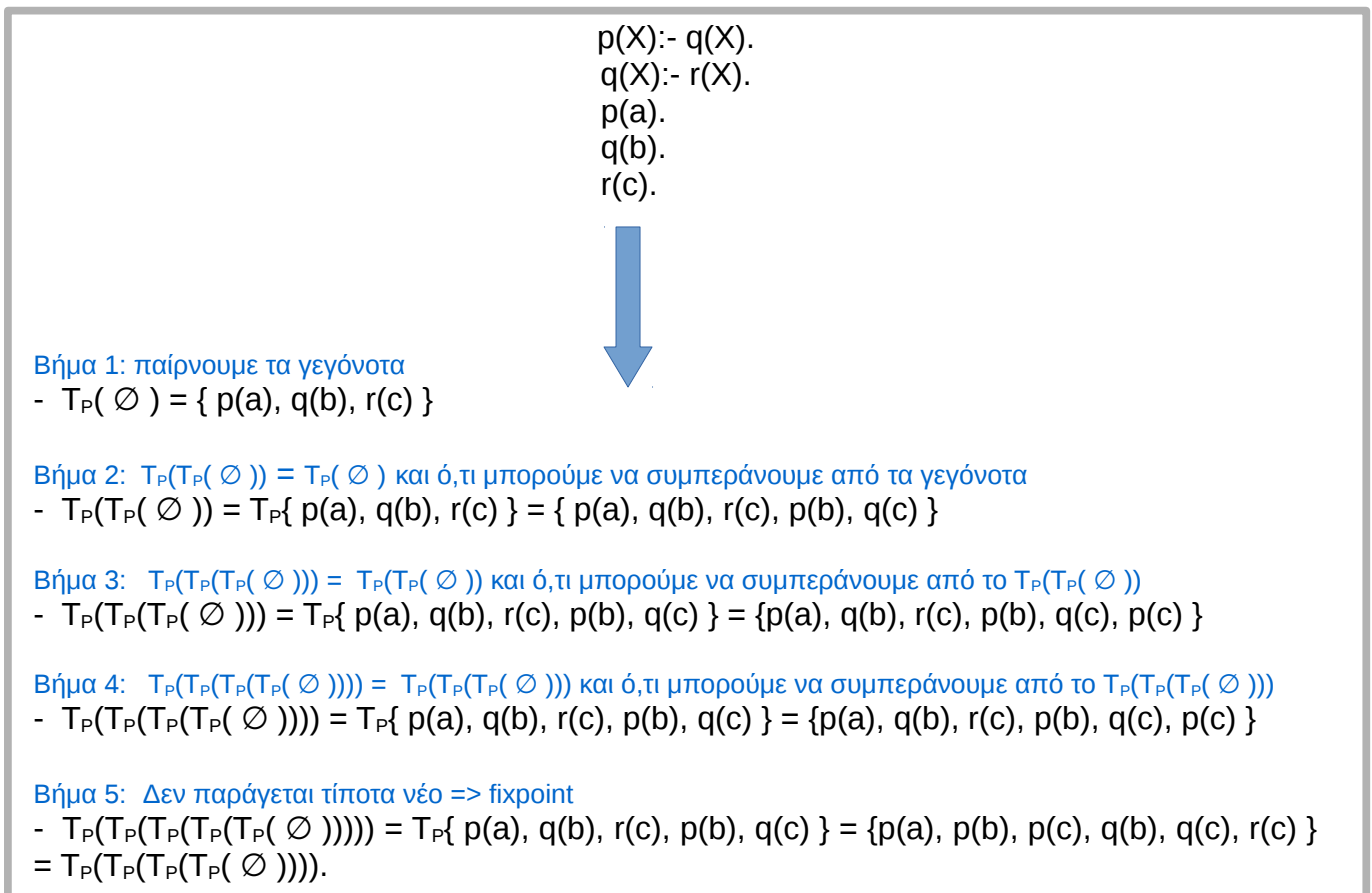 p(X):- q(X).
q(X):- r(X).
p(a).
q(b).
r(c).
Βήμα 1: παίρνουμε τα γεγόνοτα
- Tₚ( ∅ ) = { p(a), q(b), r(c) }
Βήμα 2: Tₚ(Tₚ( ∅ )) = Tₚ( ∅ ) και ό,τι μπορούμε να συμπεράνουμε από τα γεγόνοτα
- Tₚ(Tₚ( ∅ )) = Tₚ{ p(a), q(b), r(c) } = { p(a), q(b), r(c), p(b), q(c) }
Βήμα 3: Tₚ(Tₚ(Tₚ( ∅ ))) = Tₚ(Tₚ( ∅ )) και ό,τι μπορούμε να συμπεράνουμε από το Tₚ(Tₚ( ∅ ))
- Tₚ(Tₚ(Tₚ( ∅ ))) = Tₚ{ p(a), q(b), r(c), p(b), q(c) } = {p(a), q(b), r(c), p(b), q(c), p(c) }
Βήμα 4: Tₚ(Tₚ(Tₚ(Tₚ( ∅ )))) = Tₚ(Tₚ(Tₚ( ∅ ))) και ό,τι μπορούμε να συμπεράνουμε από το Tₚ(Tₚ(Tₚ( ∅ )))
- Tₚ(Tₚ(Tₚ(Tₚ( ∅ )))) = Tₚ{ p(a), q(b), r(c), p(b), q(c) } = {p(a), q(b), r(c), p(b), q(c), p(c) }
Βήμα 5: Δεν παράγεται τίποτα νέο => fixpoint
- Tₚ(Tₚ(Tₚ(Tₚ(Tₚ( ∅ ))))) = Tₚ{ p(a), q(b), r(c), p(b), q(c) } = {p(a), p(b), p(c), q(b), q(c), r(c) }
= Tₚ(Tₚ(Tₚ(Tₚ( ∅ )))).